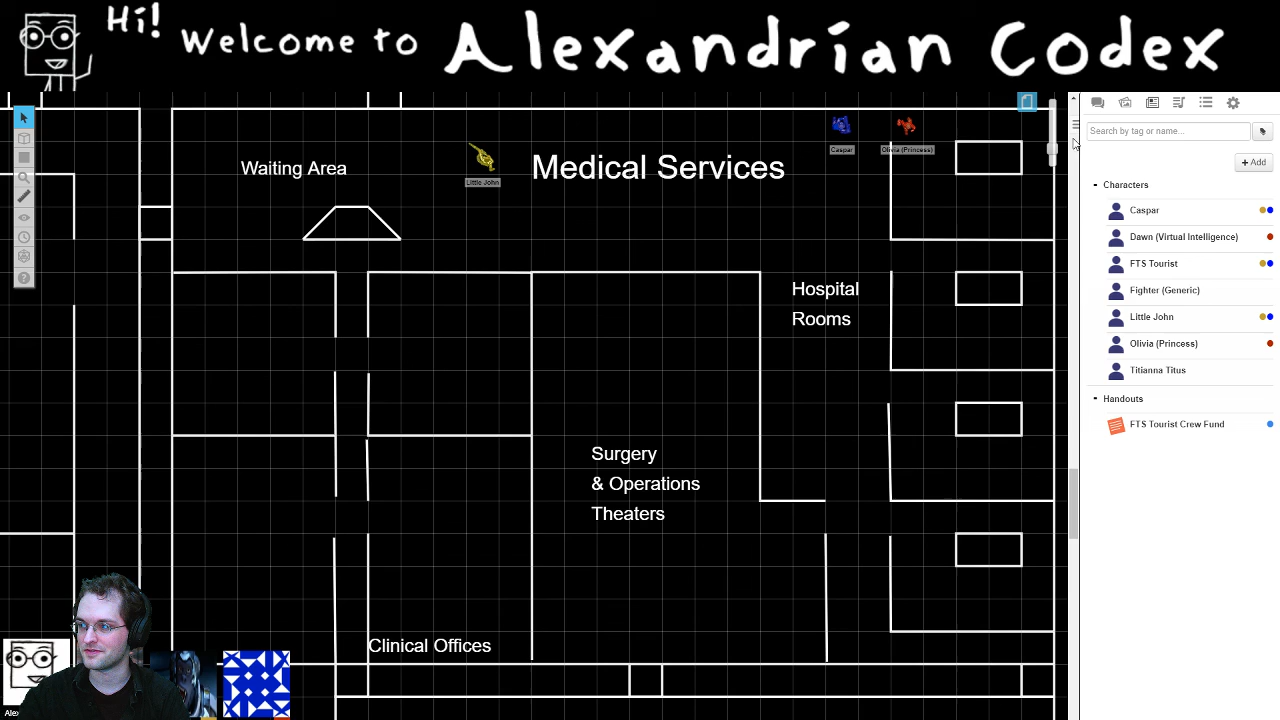 Hi! Welcome to Alexandrian Codex
Waiting Area
Little John
Medical Services
Caspar
Olivia (Princess)
Hospital
Rooms
Surgery
& Operations
Theaters
Clinical Offices
Alex
Search by tag or name...
+ Add
Characters
Caspar
Dawn (Virtual Intelligence)
FTS Tourist
Fighter (Generic)
Little John
Olivia (Princess)
Titianna Titus
Handouts
FTS Tourist Crew Fund